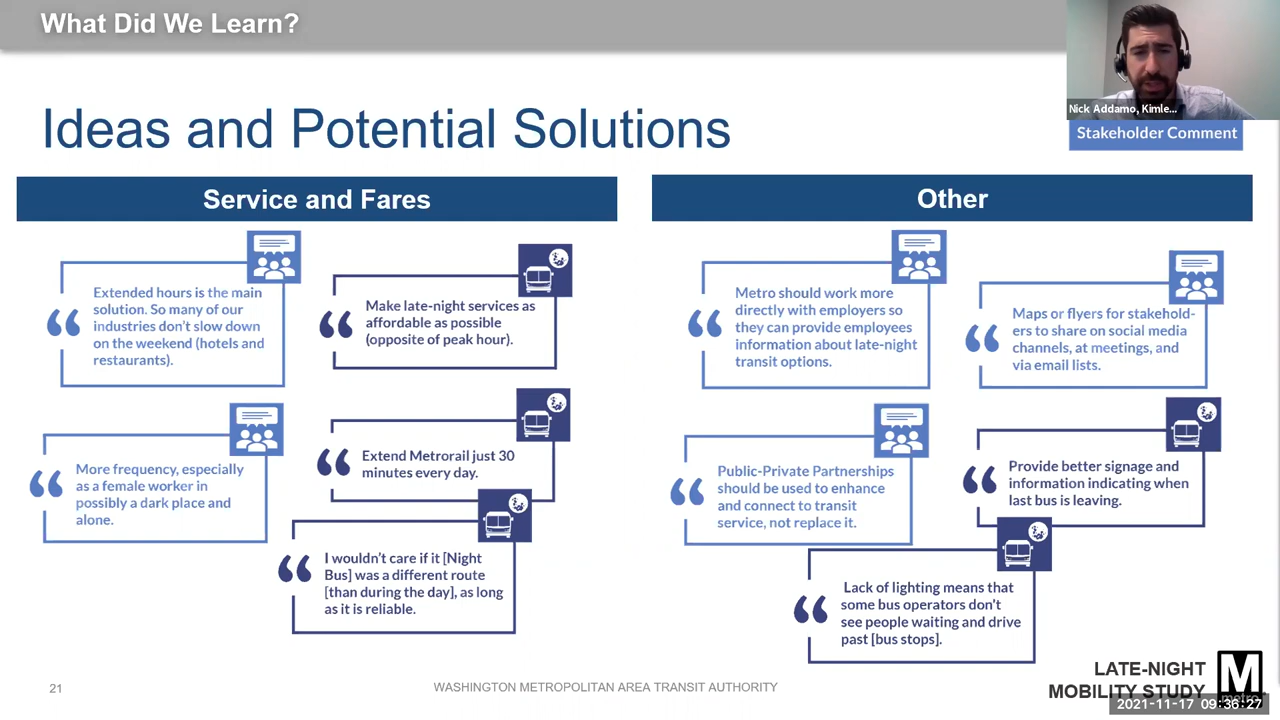 What Did We Learn?
Nick Addamo, Kimle...
Ideas and Potential Solutions
Stakeholder Comment
Service and Fares
Extended hours is the main
solution. So many of our
industries don't slow down
on the weekend (hotels and
restaurants).
Make late-night services as
affordable as possible
(opposite of peak hour).
More frequency, especially
as a female worker in
possibly a dark place and
alone.
Extend Metrorail just 30
minutes every day.
I wouldn't care if it [Night
Bus] was a different route
[than during the day], as long
as it is reliable.
Other
Metro should work more
directly with employers so
they can provide employees
information about late-night
transit options.
Maps or flyers for stakehold-
ers to share on social media
channels, at meetings, and
via email lists.
Public-Private Partnerships
should be used to enhance
and connect to transit
service, not replace it.
Provide better signage and
information indicating when
last bus is leaving.
Lack of lighting means that
some bus operators don't
see people waiting and drive
past [bus stops].
21
WASHINGTON METROPOLITAN AREA TRANSIT AUTHORITY
LATE-NIGHT
MOBILITY STUDY
M
metro
2021-11-17 09:36:27